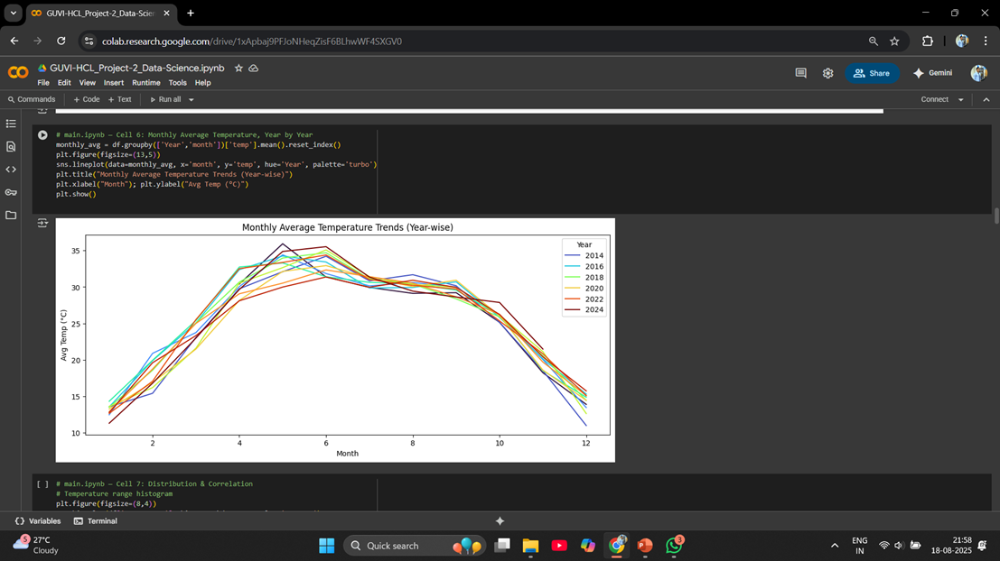 GUVI-HCL_Project-2_Data-Scien
colab.research.google.com/drive/1xApbaj9PFJoNHeqZisF6BLhwWF4SXGV0
GUVI-HCL_Project-2_Data-Science.ipynb
File Edit View Insert Runtime Tools Help
Share
Gemini
Commands + Code + Text Run all
Connect
# main.ipynb — Cell 6: Monthly Average Temperature, Year by Year
monthly_avg = df.groupby(['Year','month'])['temp'].mean().reset_index()
plt.figure(figsize=(13,5))
sns.lineplot(data=monthly_avg, x='month', y='temp', hue='Year', palette='turbo')
plt.title("Monthly Average Temperature Trends (Year-wise)")
plt.xlabel("Month"); plt.ylabel("Avg Temp (°C)")
plt.show()
Monthly Average Temperature Trends (Year-wise)
35
30
25
20
15
10
Avg Temp (°C)
2 4 6 8 10 12
Month
Year
2014
2016
2018
2020
2022
2024
[ ] # main.ipynb — Cell 7: Distribution & Correlation
# Temperature range histogram
plt.figure(figsize=(8,4))
Variables Terminal
5
27°C
Cloudy
Quick search
3
ENG
IN
21:58
18-08-2025